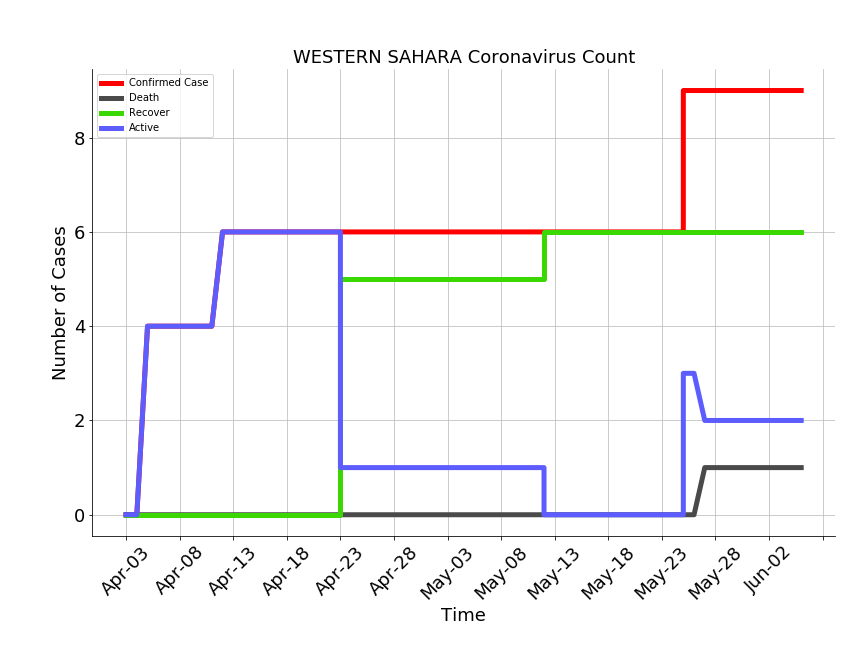 WESTERN SAHARA Coronavirus Count
Confirmed Case
Death
Recover
Active
Number of Cases
8
6
4
2
0
Apr-03
Apr-08
Apr-13
Apr-18
Apr-23
Apr-28
May-03
May-08
May-13
May-18
May-23
May-28
Jun-02
Time